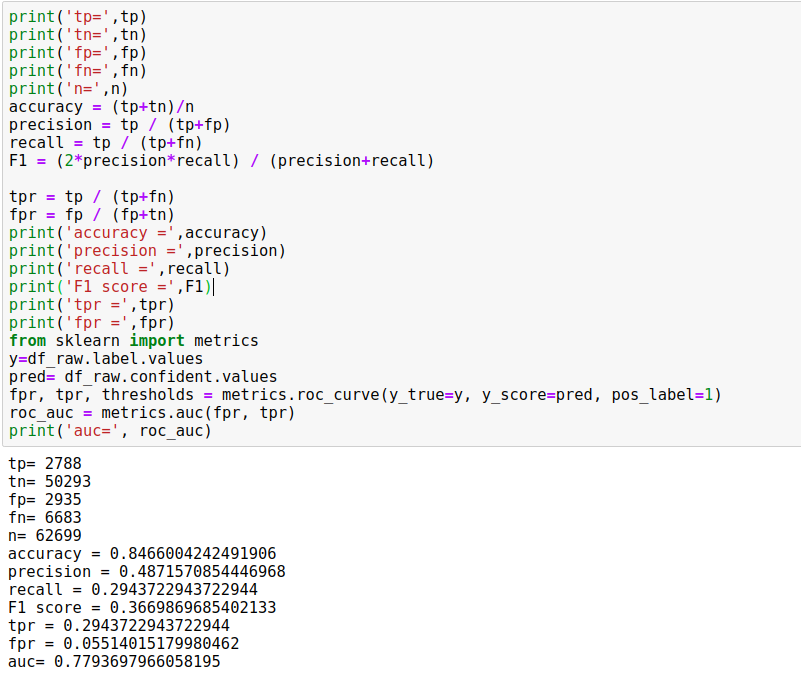 print('tp=',tp)
print('tn=',tn)
print('fp=',fp)
print('fn=',fn)
print('n=',n)
accuracy = (tp+tn)/n
precision = tp / (tp+fp)
recall = tp / (tp+fn)
F1 = (2*precision*recall) / (precision+recall)
tpr = tp / (tp+fn)
fpr = fp / (fp+tn)
print('accuracy =',accuracy)
print('precision =',precision)
print('recall =',recall)
print('F1 score =',F1)
print('tpr =',tpr)
print('fpr =',fpr)
from sklearn import metrics
y=df_raw.label.values
pred= df_raw.confident.values
fpr, tpr, thresholds = metrics.roc_curve(y_true=y, y_score=pred, pos_label=1)
roc_auc = metrics.auc(fpr, tpr)
print('auc=', roc_auc)
tp= 2788
tn= 50293
fp= 2935
fn= 6683
n= 62699
accuracy = 0.8466004242491906
precision = 0.4871570854446968
recall = 0.2943722943722944
F1 score = 0.3669869685402133
tpr = 0.2943722943722944
fpr = 0.05514015179980462
auc= 0.7793697966058195